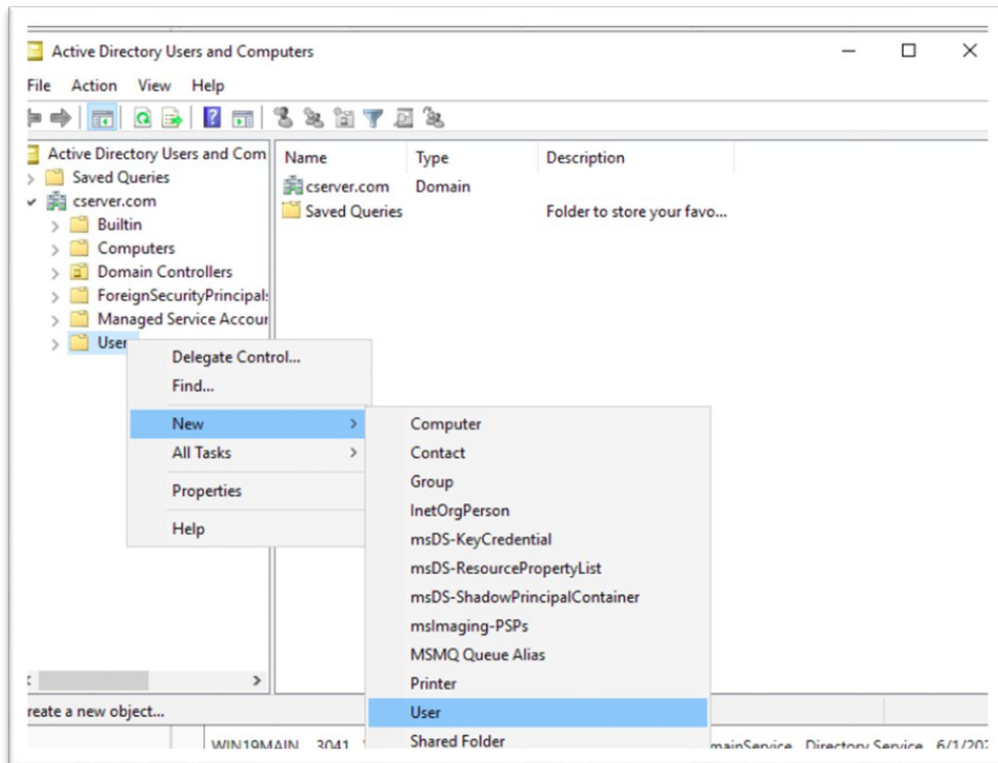 Active Directory Users and Computers
File Action View Help
Active Directory Users and Com
Saved Queries
cserver.com
Builtin
Computers
Domain Controllers
ForeignSecurityPrincipals
Managed Service Accour
User
Name Type Description
cserver.com Domain
Saved Queries Folder to store your favo...
Delegate Control...
Find...
New
All Tasks
Properties
Help
Computer
Contact
Group
InetOrgPerson
msDS-KeyCredential
msDS-ResourcePropertyList
msDS-ShadowPrincipalContainer
msImaging-PSPs
MSMQ Queue Alias
Printer
User
Shared Folder
reate a new object...
WIN19MAIN 3041 mainService Directory Service 6/1/202